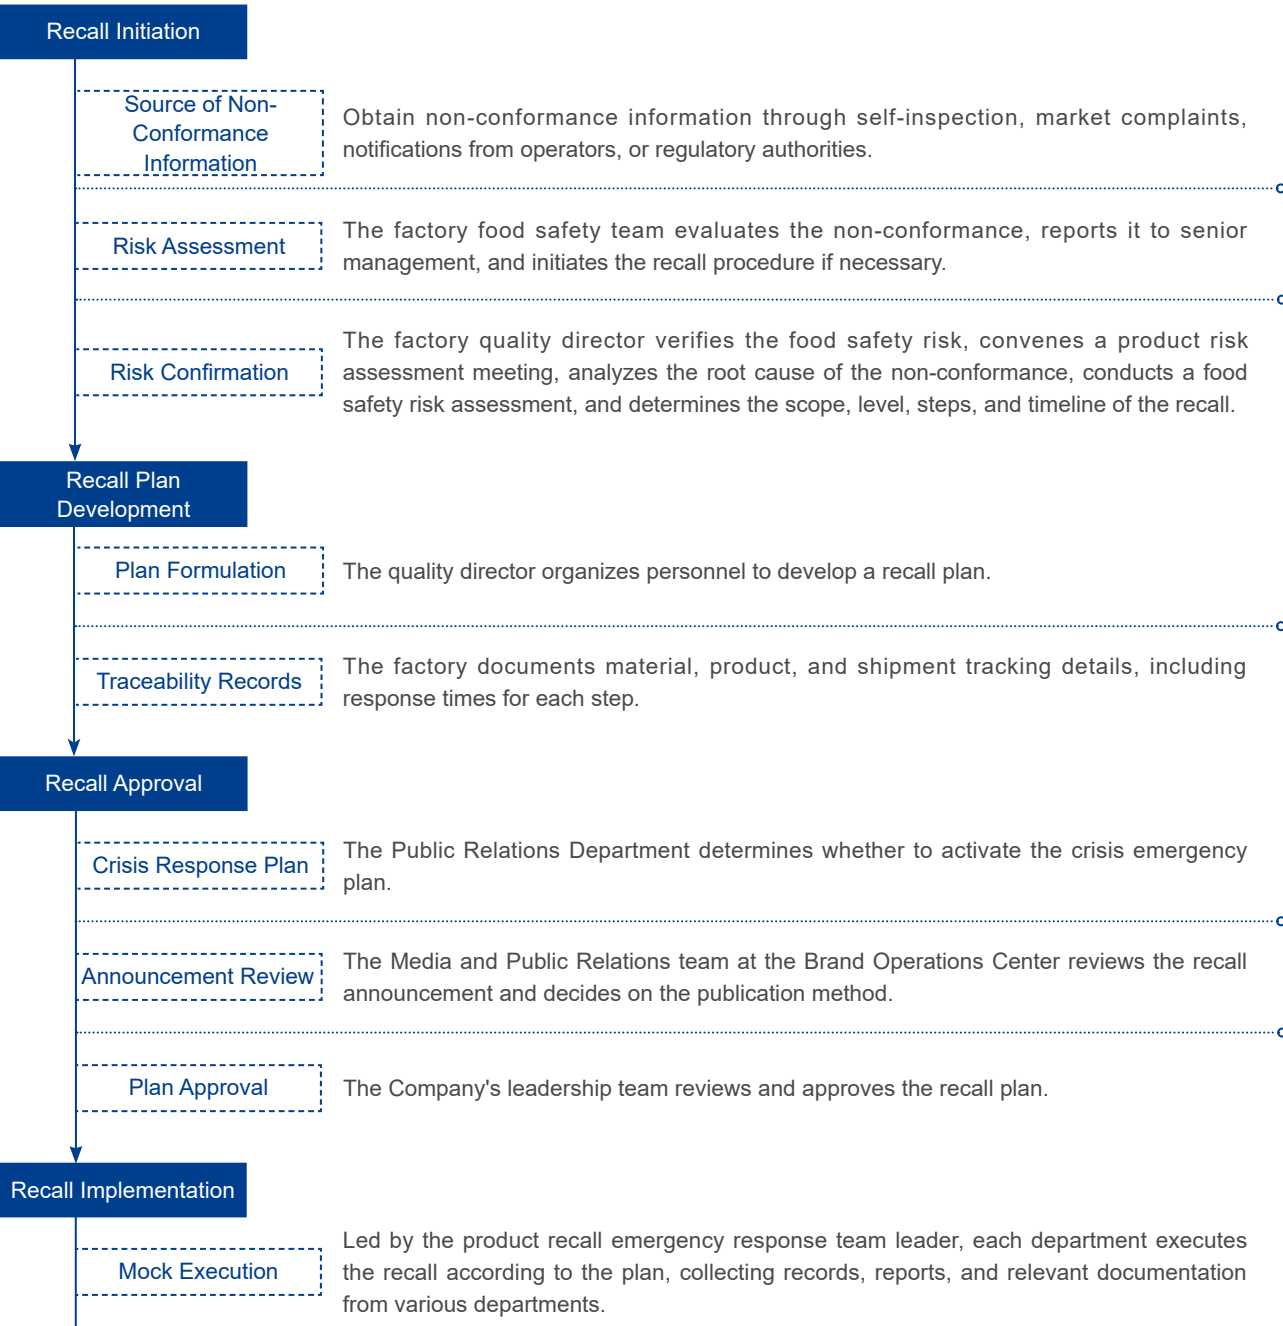 Recall Initiation
Source of Non-
Conformance
Information
Obtain non-conformance information through self-inspection, market complaints,
notifications from operators, or regulatory authorities.
Risk Assessment
The factory food safety team evaluates the non-conformance, reports it to senior
management, and initiates the recall procedure if necessary.
Risk Confirmation
The factory quality director verifies the food safety risk, convenes a product risk
assessment meeting, analyzes the root cause of the non-conformance, conducts a food
safety risk assessment, and determines the scope, level, steps, and timeline of the recall.
Recall Plan
Development
Plan Formulation
The quality director organizes personnel to develop a recall plan.
Traceability Records
The factory documents material, product, and shipment tracking details, including
response times for each step.
Recall Approval
Crisis Response Plan
The Public Relations Department determines whether to activate the crisis emergency
plan.
Announcement Review
The Media and Public Relations team at the Brand Operations Center reviews the recall
announcement and decides on the publication method.
Plan Approval
The Company's leadership team reviews and approves the recall plan.
Recall Implementation
Mock Execution
Led by the product recall emergency response team leader, each department executes
the recall according to the plan, collecting records, reports, and relevant documentation
from various departments.